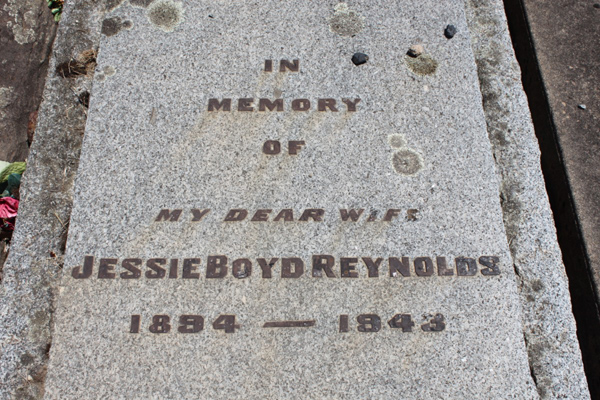 IN
MEMORY
OF
MY DEAR WIFE
JESSIE BOYD REYNOLDS
1894 — 1943